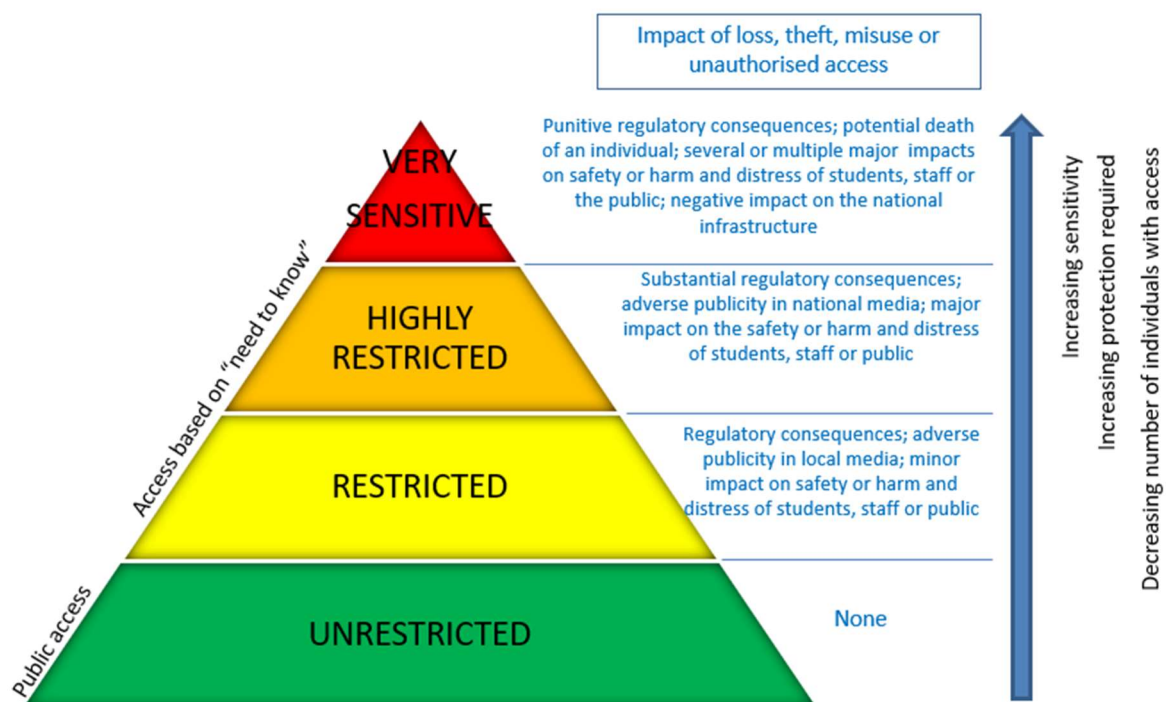 Impact of loss, theft, misuse or
unauthorised access
VERY
SENSITIVE
Punitive regulatory consequences; potential death
of an individual; several or multiple major impacts
on safety or harm and distress of students, staff or
the public; negative impact on the national
infrastructure
HIGHLY
RESTRICTED
Substantial regulatory consequences;
adverse publicity in national media; major
impact on the safety or harm and distress
of students, staff or public
RESTRICTED
Regulatory consequences; adverse
publicity in local media; minor
impact on safety or harm and
distress of students, staff or public
UNRESTRICTED
None
Public access
Access based on “need to know”
Increasing sensitivity
Increasing protection required
Decreasing number of individuals with access